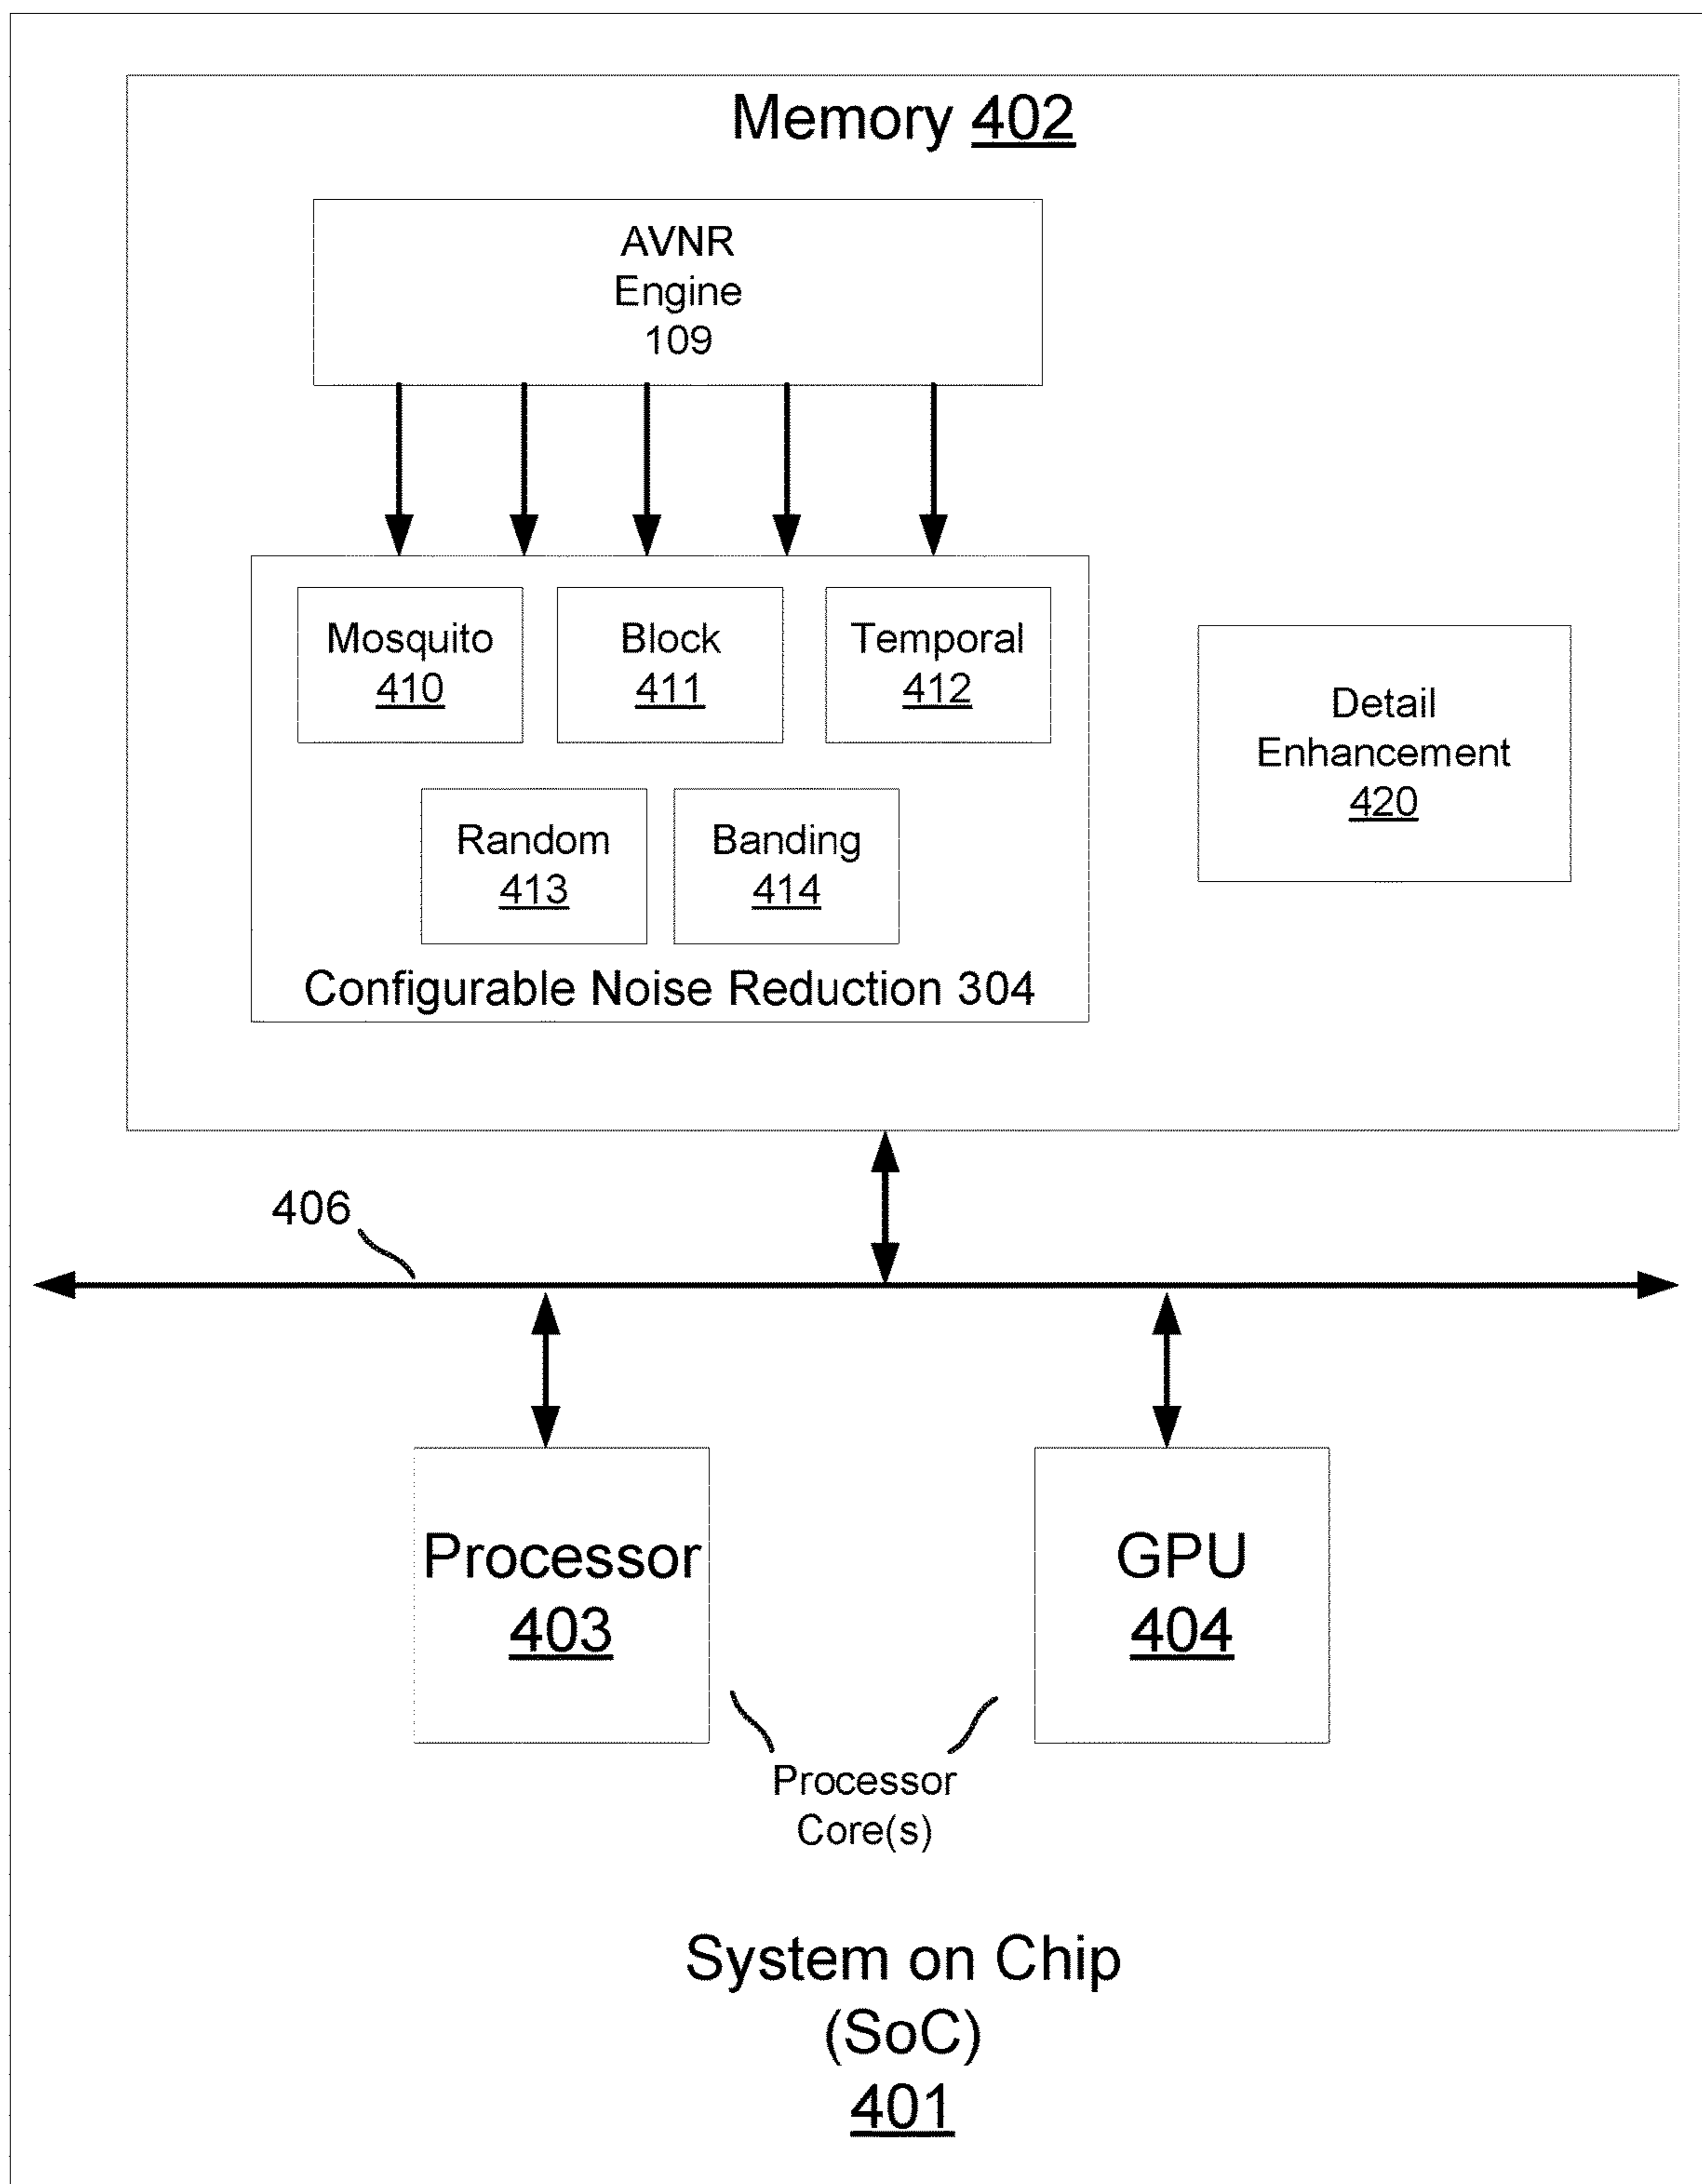 Memory 402
AVNR
Engine
109
Mosquito
410
Block
411
Temporal
412
Random
413
Banding
414
Configurable Noise Reduction 304
Detail
Enhancement
420
406
Processor
403
GPU
404
Processor
Core(s)
System on Chip
(SoC)
401